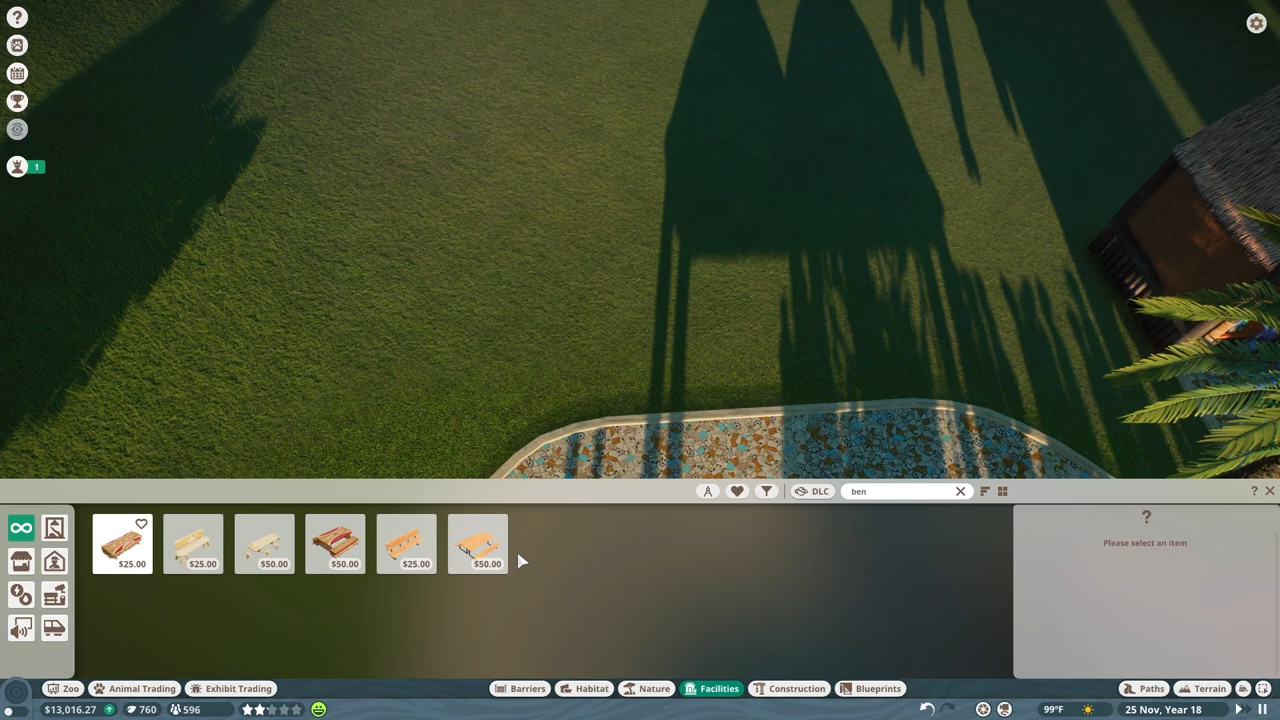 ?
1
DLC
ben
?
?
Please select an item
$25.00
$25.00
$50.00
$50.00
$25.00
$50.00
Zoo
Animal Trading
Exhibit Trading
Barriers
Habitat
Nature
Facilities
Construction
Blueprints
Paths
Terrain
$13,016.27
760
596
99°F
25 Nov, Year 18